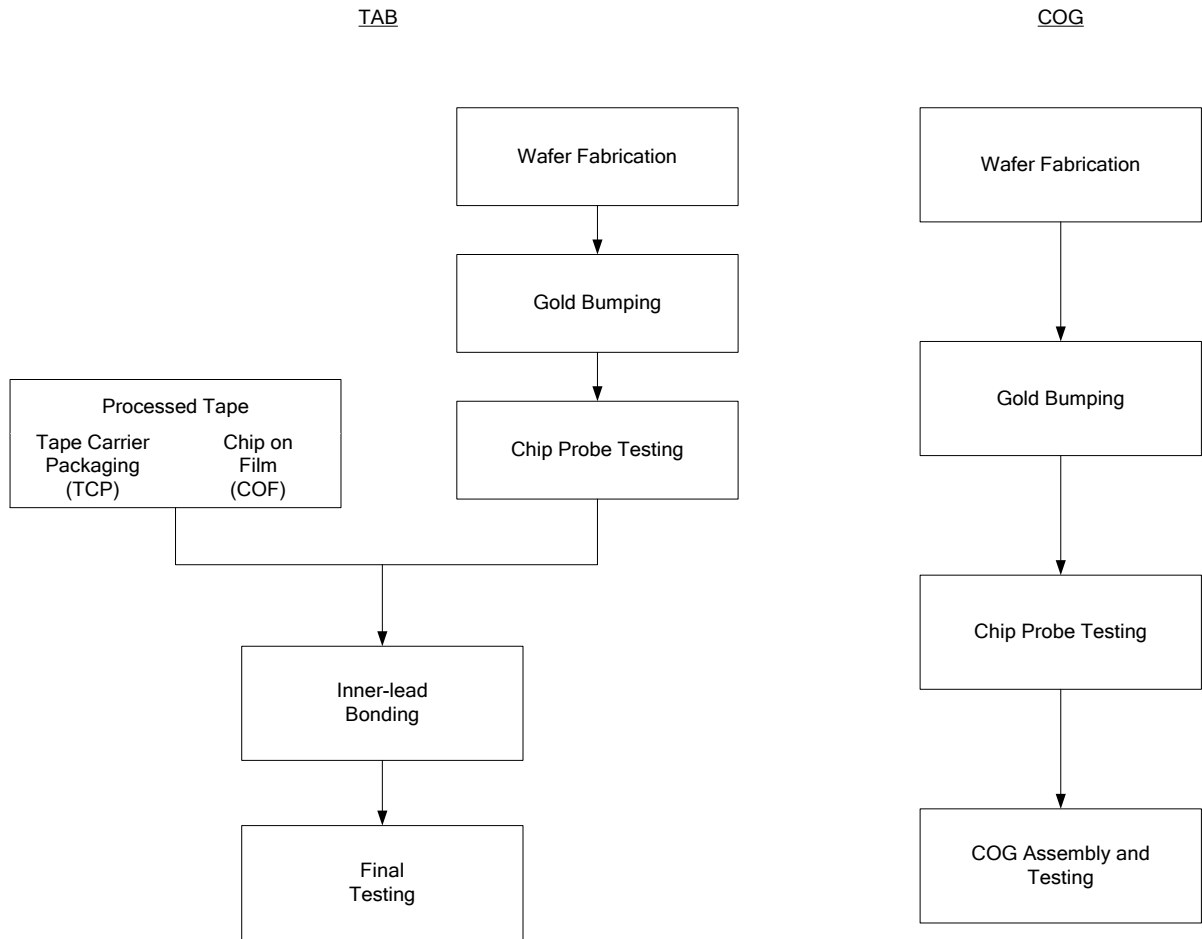 TAB
COG
Wafer Fabrication
Wafer Fabrication
Gold Bumping
Gold Bumping
Processed Tape
Tape Carrier
Packaging
(TCP)
Chip on
Film
(COF)
Chip Probe Testing
Chip Probe Testing
Inner-lead
Bonding
Final
Testing
COG Assembly and
Testing